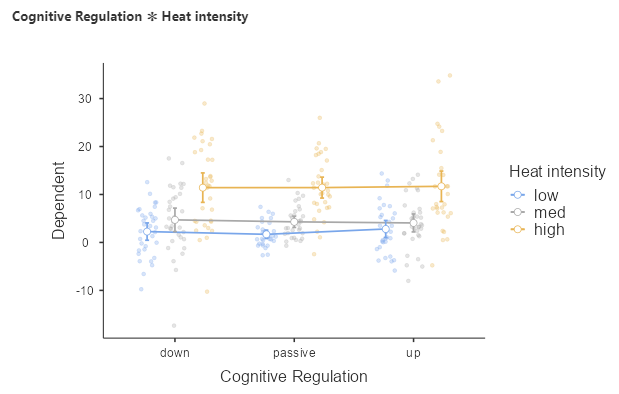 Cognitive Regulation ✻ Heat intensity
30
20
10
0
-10
Dependent
down
passive
up
Cognitive Regulation
Heat intensity
low
med
high